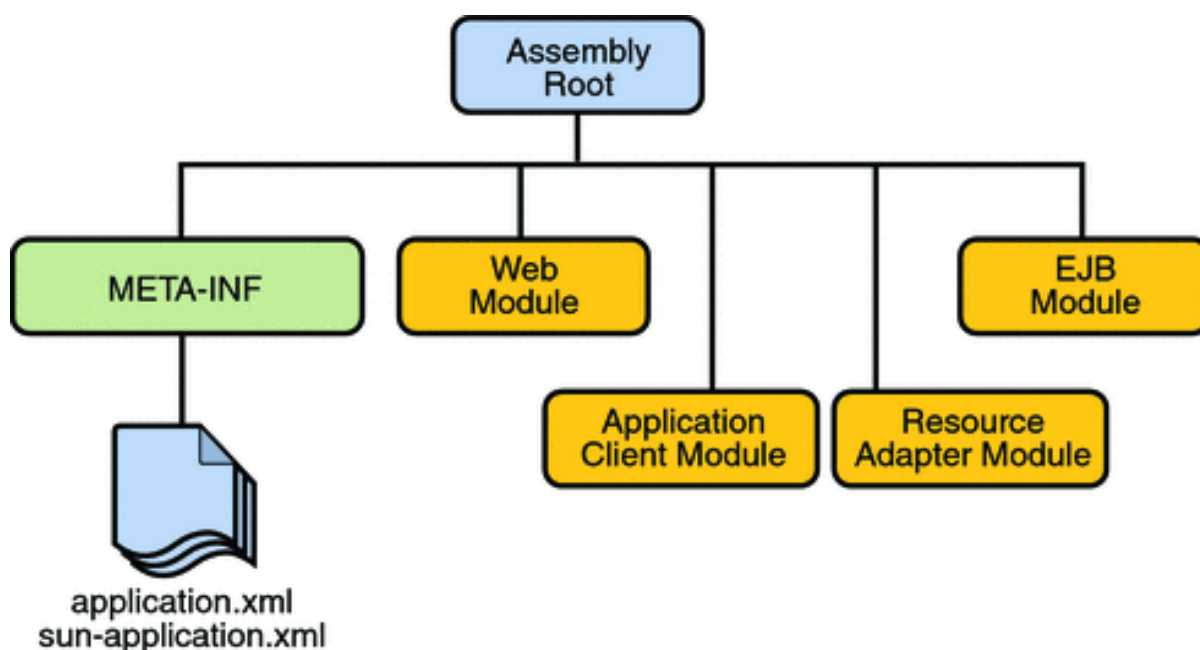 Assembly
Root
META-INF
Web
Module
EJB
Module
Application
Client Module
Resource
Adapter Module
application.xml
sun-application.xml